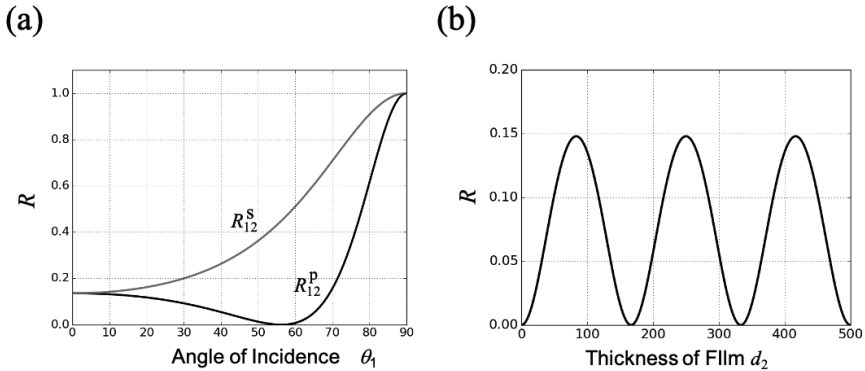 (a)
R
1.0
0.8
0.6
0.4
0.2
0.0
R₁₂ˢ
R₁₂ᵖ
0 10 20 30 40 50 60 70 80 90
Angle of Incidence θ₁
(b)
R
0.20
0.15
0.10
0.05
0.00
0 100 200 300 400 500
Thickness of FIlm d₂